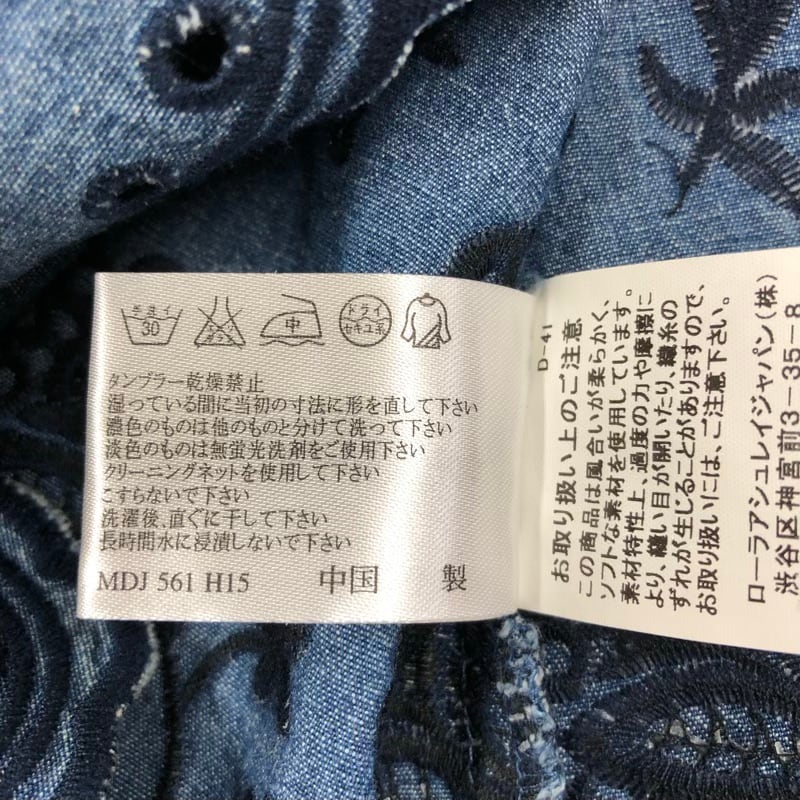 手洗イ
30
エンソサラシ
中
ドライ
セキユ系
タンブラー乾燥禁止
湿っている間に当初の寸法に形を直して下さい
濃色のものは他のものと分けて洗って下さい
淡色のものは無蛍光洗剤をご使用下さい
クリーニングネットを使用して下さい
こすらないで下さい
洗濯後、直ぐに干して下さい
長時間水に浸漬しないで下さい
MDJ 561 H15 中国 製
D-41
お取り扱い上のご注意
この商品は風合いが柔らかく、
ソフトな素材を使用しています。
素材特性上、過度の力や摩擦に
より、縫い目が開いたり、織糸の
ずれが生じることがありますので、
お取り扱いには、ご注意下さい。
ローラアシュレイジャパン(株)
渋谷区神宮前3-35-8